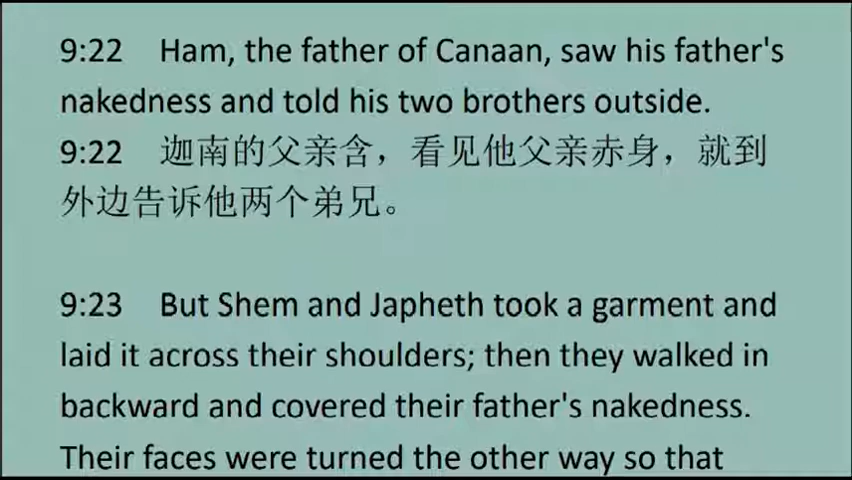 9:22 Ham, the father of Canaan, saw his father's
nakedness and told his two brothers outside.
9:22 迦南的父亲含，看见他父亲赤身，就到
外边告诉他两个弟兄。
9:23 But Shem and Japheth took a garment and
laid it across their shoulders; then they walked in
backward and covered their father's nakedness.
Their faces were turned the other way so that